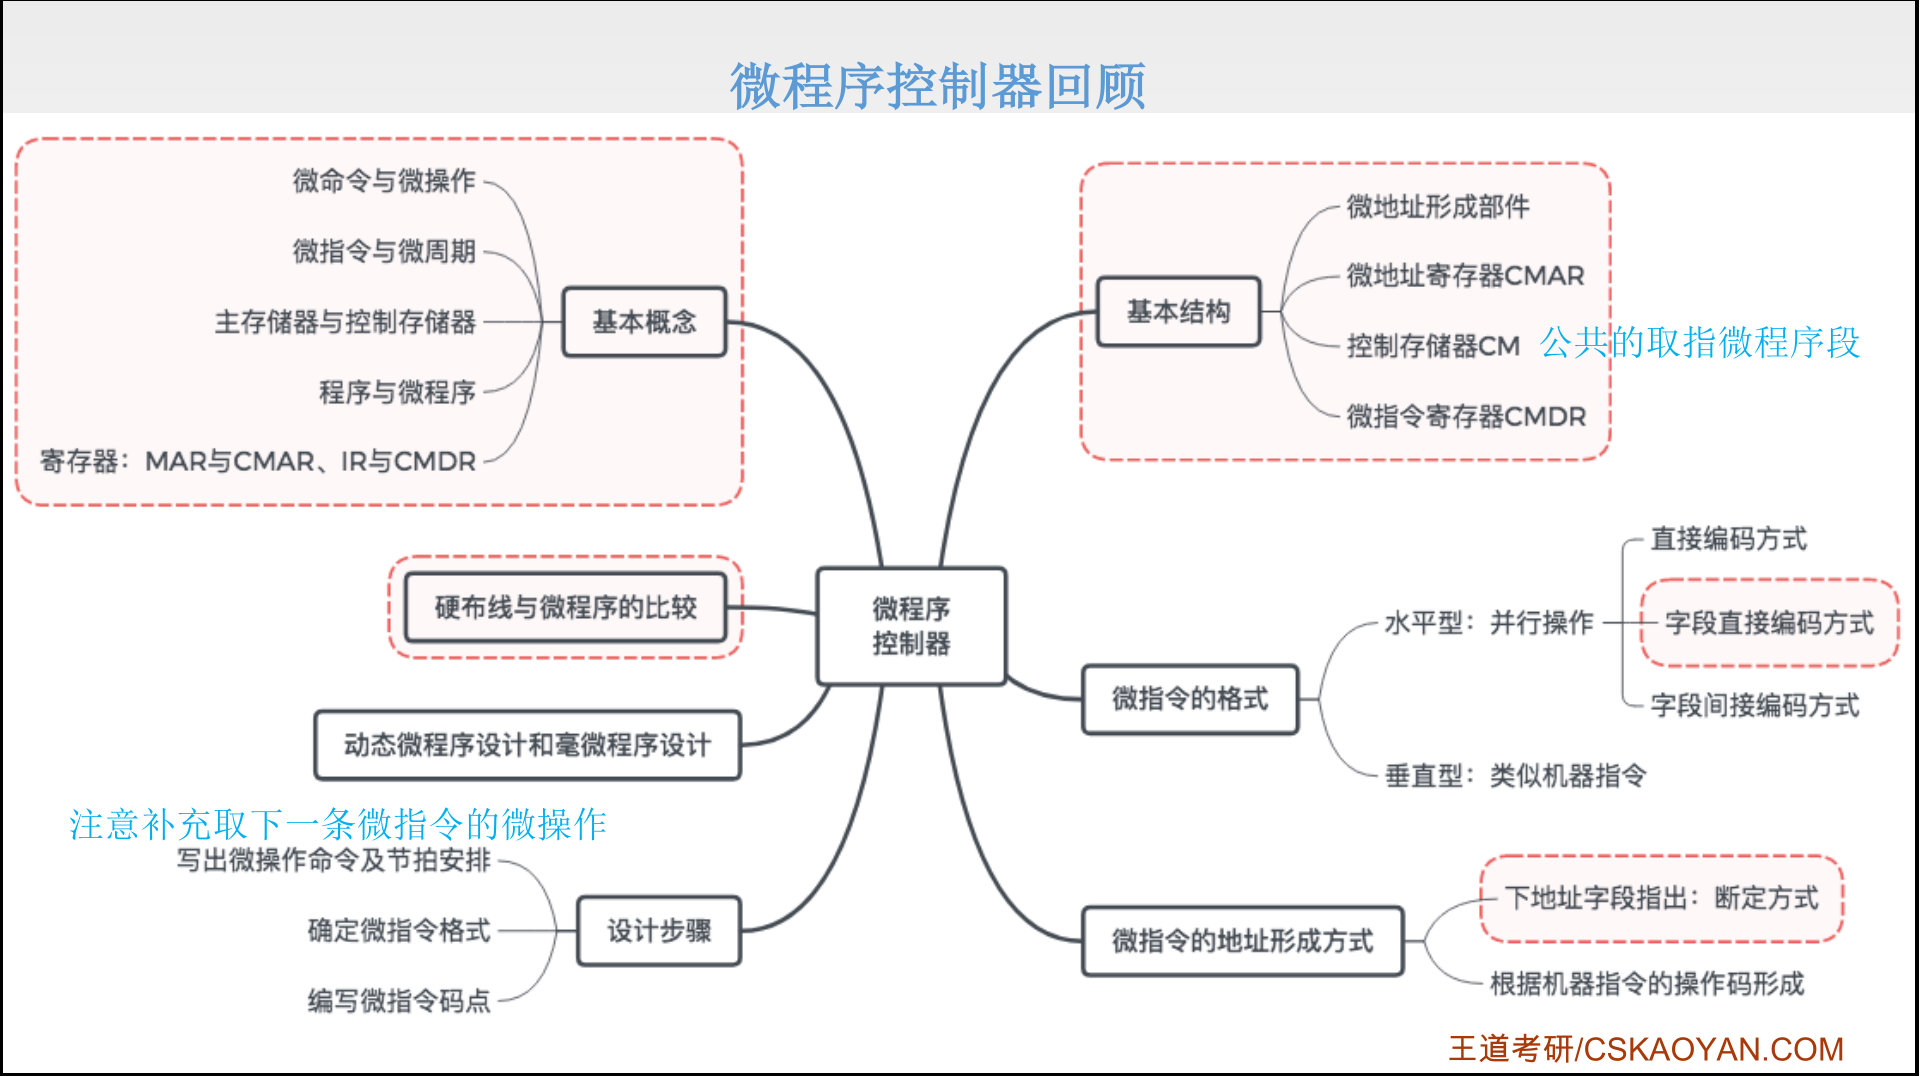 微程序控制器回顾
微命令与微操作
微指令与微周期
主存储器与控制存储器
程序与微程序
寄存器：MAR与CMAR、IR与CMDR
基本概念
硬布线与微程序的比较
动态微程序设计和毫微程序设计
注意补充取下一条微指令的微操作
写出微操作命令及节拍安排
确定微指令格式
编写微指令码点
设计步骤
微程序
控制器
基本结构
微地址形成部件
微地址寄存器CMAR
控制存储器CM
公共的取指微程序段
微指令寄存器CMDR
微指令的格式
水平型：并行操作
直接编码方式
字段直接编码方式
字段间接编码方式
垂直型：类似机器指令
微指令的地址形成方式
下地址字段指出：断定方式
根据机器指令的操作码形成
王道考研/CSKAOYAN.COM